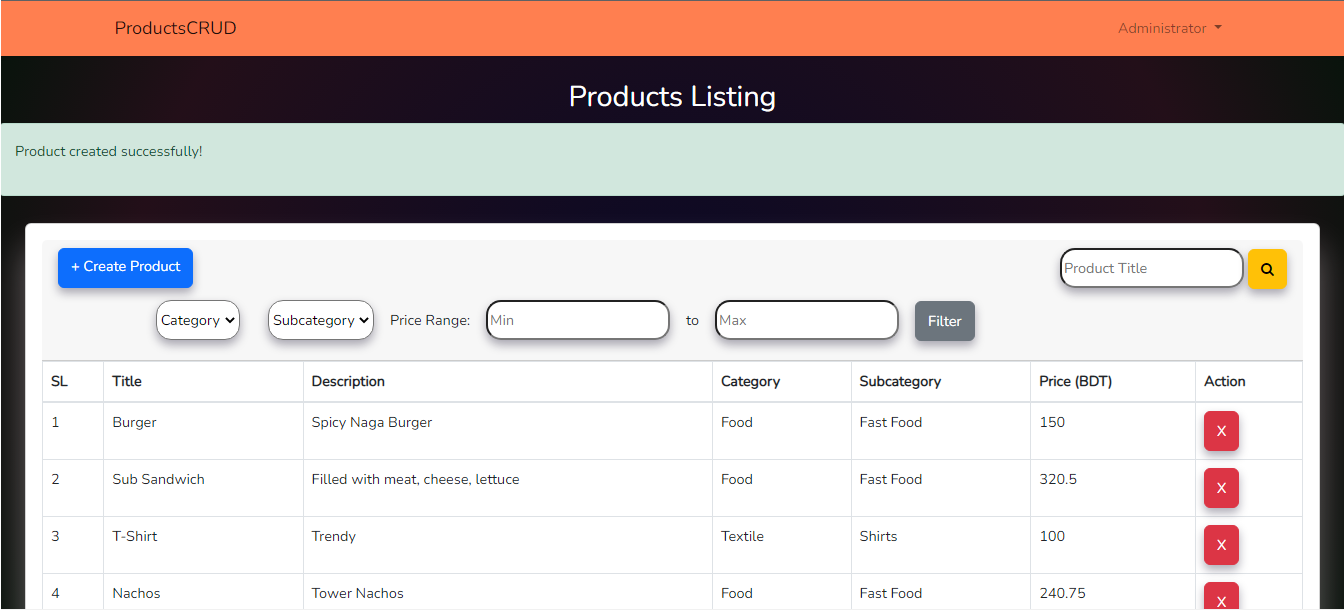 ProductsCRUD Administrator
Products Listing
Product created successfully!
+ Create Product Product Title
Category Subcategory Price Range: Min to Max Filter
SL Title Description Category Subcategory Price (BDT) Action
1 Burger Spicy Naga Burger Food Fast Food 150 X
2 Sub Sandwich Filled with meat, cheese, lettuce Food Fast Food 320.5 X
3 T-Shirt Trendy Textile Shirts 100 X
4 Nachos Tower Nachos Food Fast Food 240.75 X